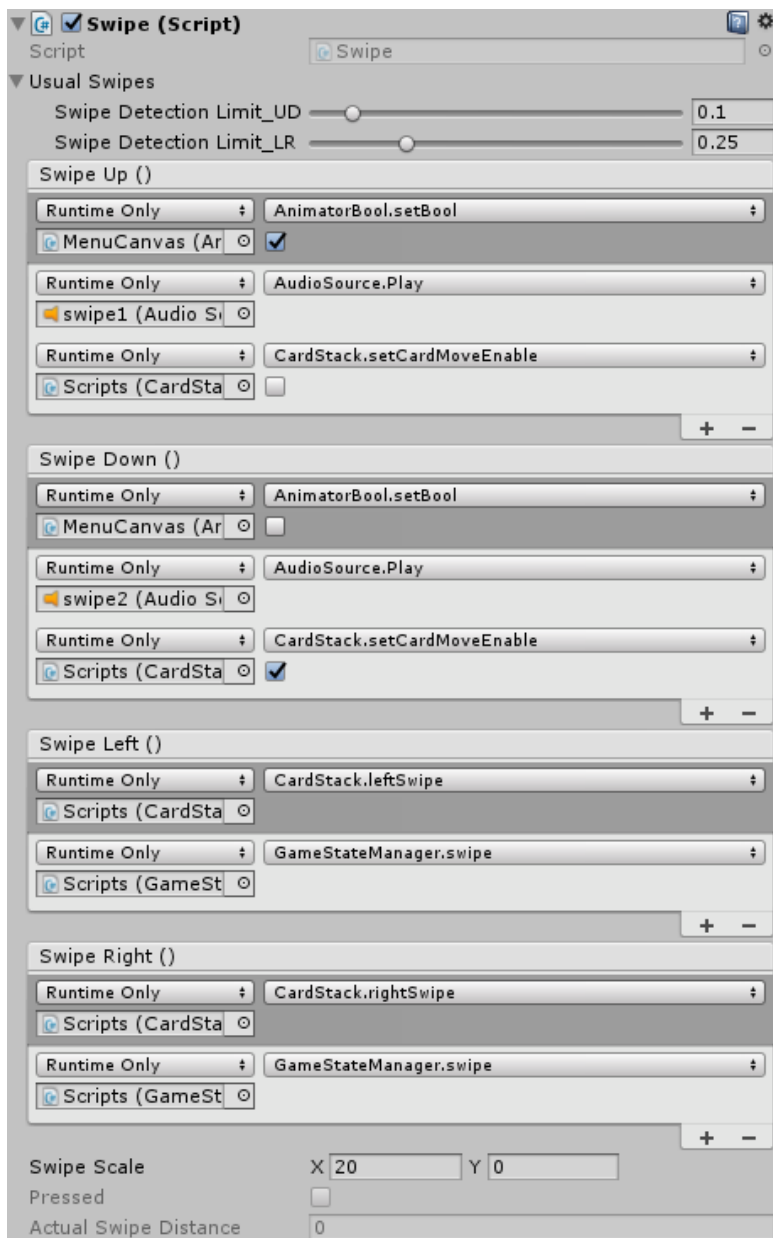 Swipe (Script)
Script Swipe
Usual Swipes
Swipe Detection Limit_UD 0.1
Swipe Detection Limit_LR 0.25
Swipe Up ()
Runtime Only AnimatorBool.setBool
MenuCanvas (Ar
Runtime Only AudioSource.Play
swipe1 (Audio S
Runtime Only CardStack.setCardMoveEnable
Scripts (CardSta
Swipe Down ()
Runtime Only AnimatorBool.setBool
MenuCanvas (Ar
Runtime Only AudioSource.Play
swipe2 (Audio S
Runtime Only CardStack.setCardMoveEnable
Scripts (CardSta
Swipe Left ()
Runtime Only CardStack.leftSwipe
Scripts (CardSta
Runtime Only GameStateManager.swipe
Scripts (GameSt
Swipe Right ()
Runtime Only CardStack.rightSwipe
Scripts (CardSta
Runtime Only GameStateManager.swipe
Scripts (GameSt
Swipe Scale X 20 Y 0
Pressed
Actual Swipe Distance 0